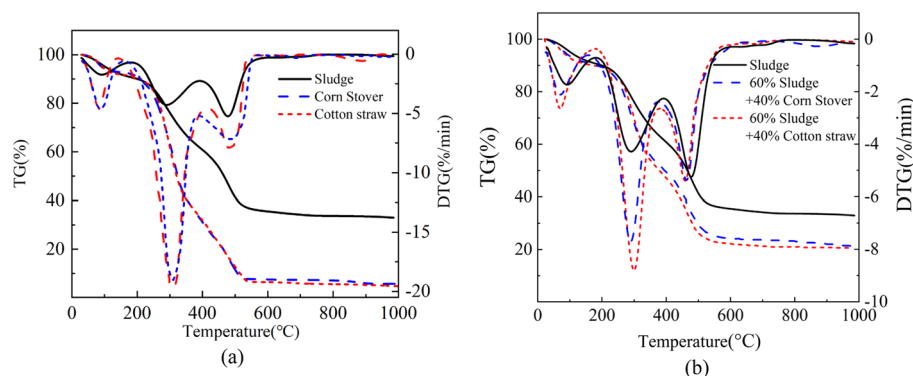 100
80
60
40
20
TG(%)
0
-5
-10
-15
-20
DTG(%/min)
Sludge
Corn Stover
Cotton straw
0 200 400 600 800 1000
Temperature(°C)
(a)
100
80
60
40
20
TG(%)
0
-2
-4
-6
-8
-10
DTG(%/min)
Sludge
60% Sludge
+40% Corn Stover
60% Sludge
+40% Cotton straw
0 200 400 600 800 1000
Temperature(°C)
(b)